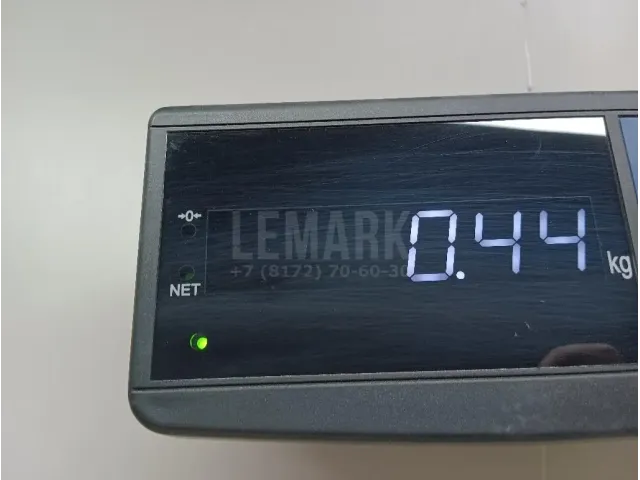 →0←
LEMARK
+7 (8172) 70-60-30
0.44
kg
NET